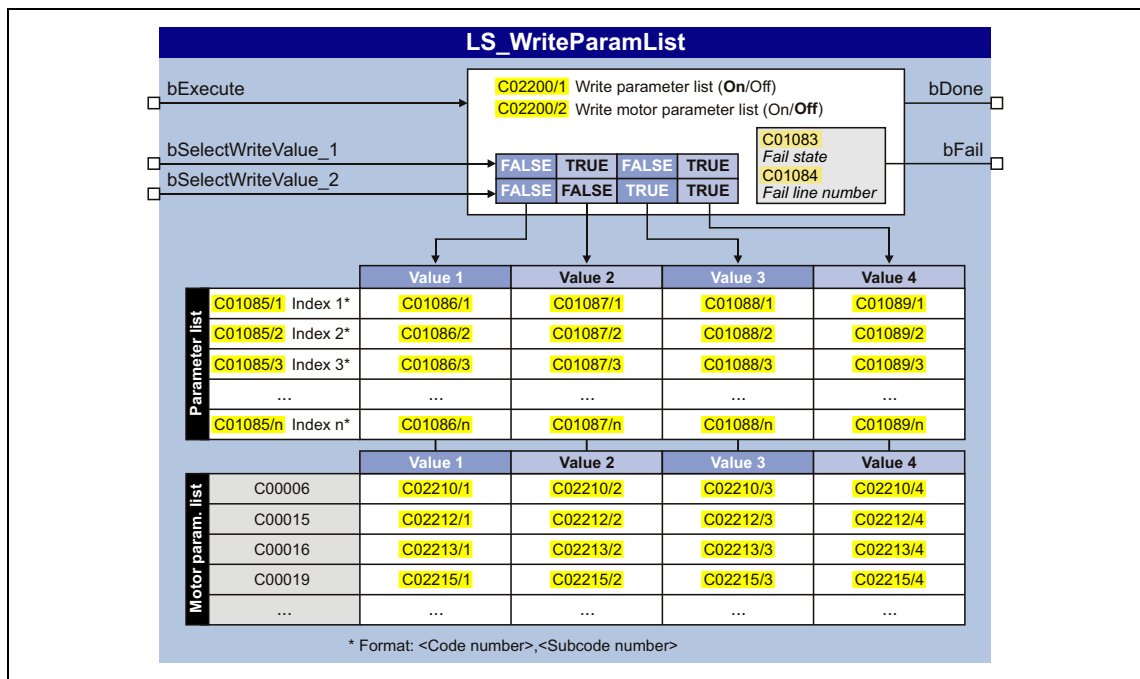 LS_WriteParamList
bExecute
C02200/1 Write parameter list (On/Off)
C02200/2 Write motor parameter list (On/Off)
bDone
bSelectWriteValue_1
bSelectWriteValue_2
FALSE TRUE FALSE TRUE
FALSE FALSE TRUE TRUE
C01083
Fail state
C01084
Fail line number
bFail
Value 1 Value 2 Value 3 Value 4
Parameter list
C01085/1 Index 1* C01086/1 C01087/1 C01088/1 C01089/1
C01085/2 Index 2* C01086/2 C01087/2 C01088/2 C01089/2
C01085/3 Index 3* C01086/3 C01087/3 C01088/3 C01089/3
... ... ... ... ...
C01085/n Index n* C01086/n C01087/n C01088/n C01089/n
Value 1 Value 2 Value 3 Value 4
Motor param. list
C00006 C02210/1 C02210/2 C02210/3 C02210/4
C00015 C02212/1 C02212/2 C02212/3 C02212/4
C00016 C02213/1 C02213/2 C02213/3 C02213/4
C00019 C02215/1 C02215/2 C02215/3 C02215/4
... ... ... ... ...
* Format: <Code number>,<Subcode number>